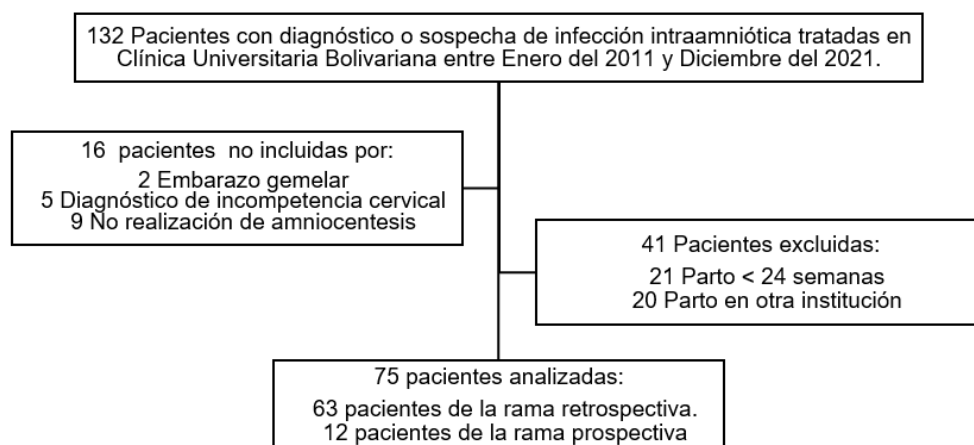 132 Pacientes con diagnóstico o sospecha de infección intraamniótica tratadas en
Clínica Universitaria Bolivariana entre Enero del 2011 y Diciembre del 2021.
16 pacientes no incluidas por:
2 Embarazo gemelar
5 Diagnóstico de incompetencia cervical
9 No realización de amniocentesis
41 Pacientes excluidas:
21 Parto < 24 semanas
20 Parto en otra institución
75 pacientes analizadas:
63 pacientes de la rama retrospectiva.
12 pacientes de la rama prospectiva